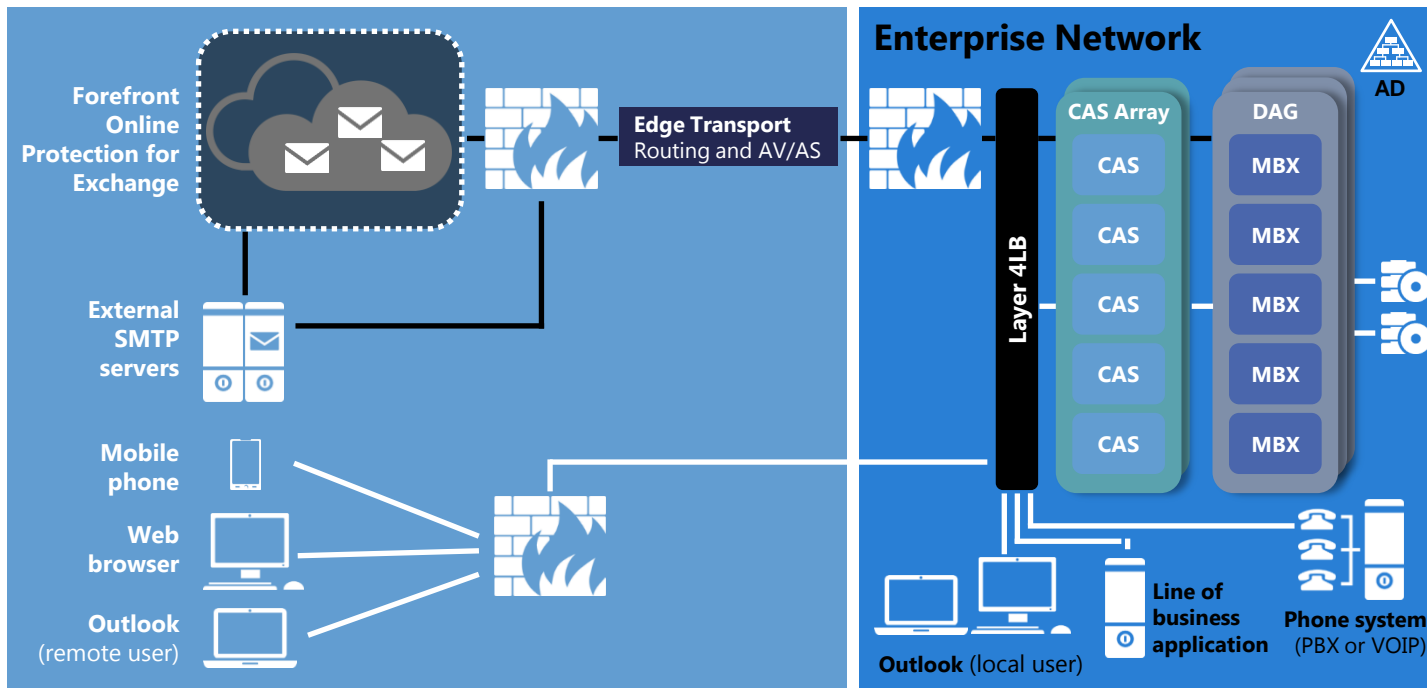 Forefront
Online
Protection for
Exchange
Edge Transport
Routing and AV/AS
External
SMTP
servers
Mobile
phone
Web
browser
Outlook
(remote user)
Enterprise Network
AD
Layer 4LB
CAS Array
CAS
CAS
CAS
CAS
CAS
DAG
MBX
MBX
MBX
MBX
MBX
Outlook (local user)
Line of
business
application
Phone system
(PBX or VOIP)